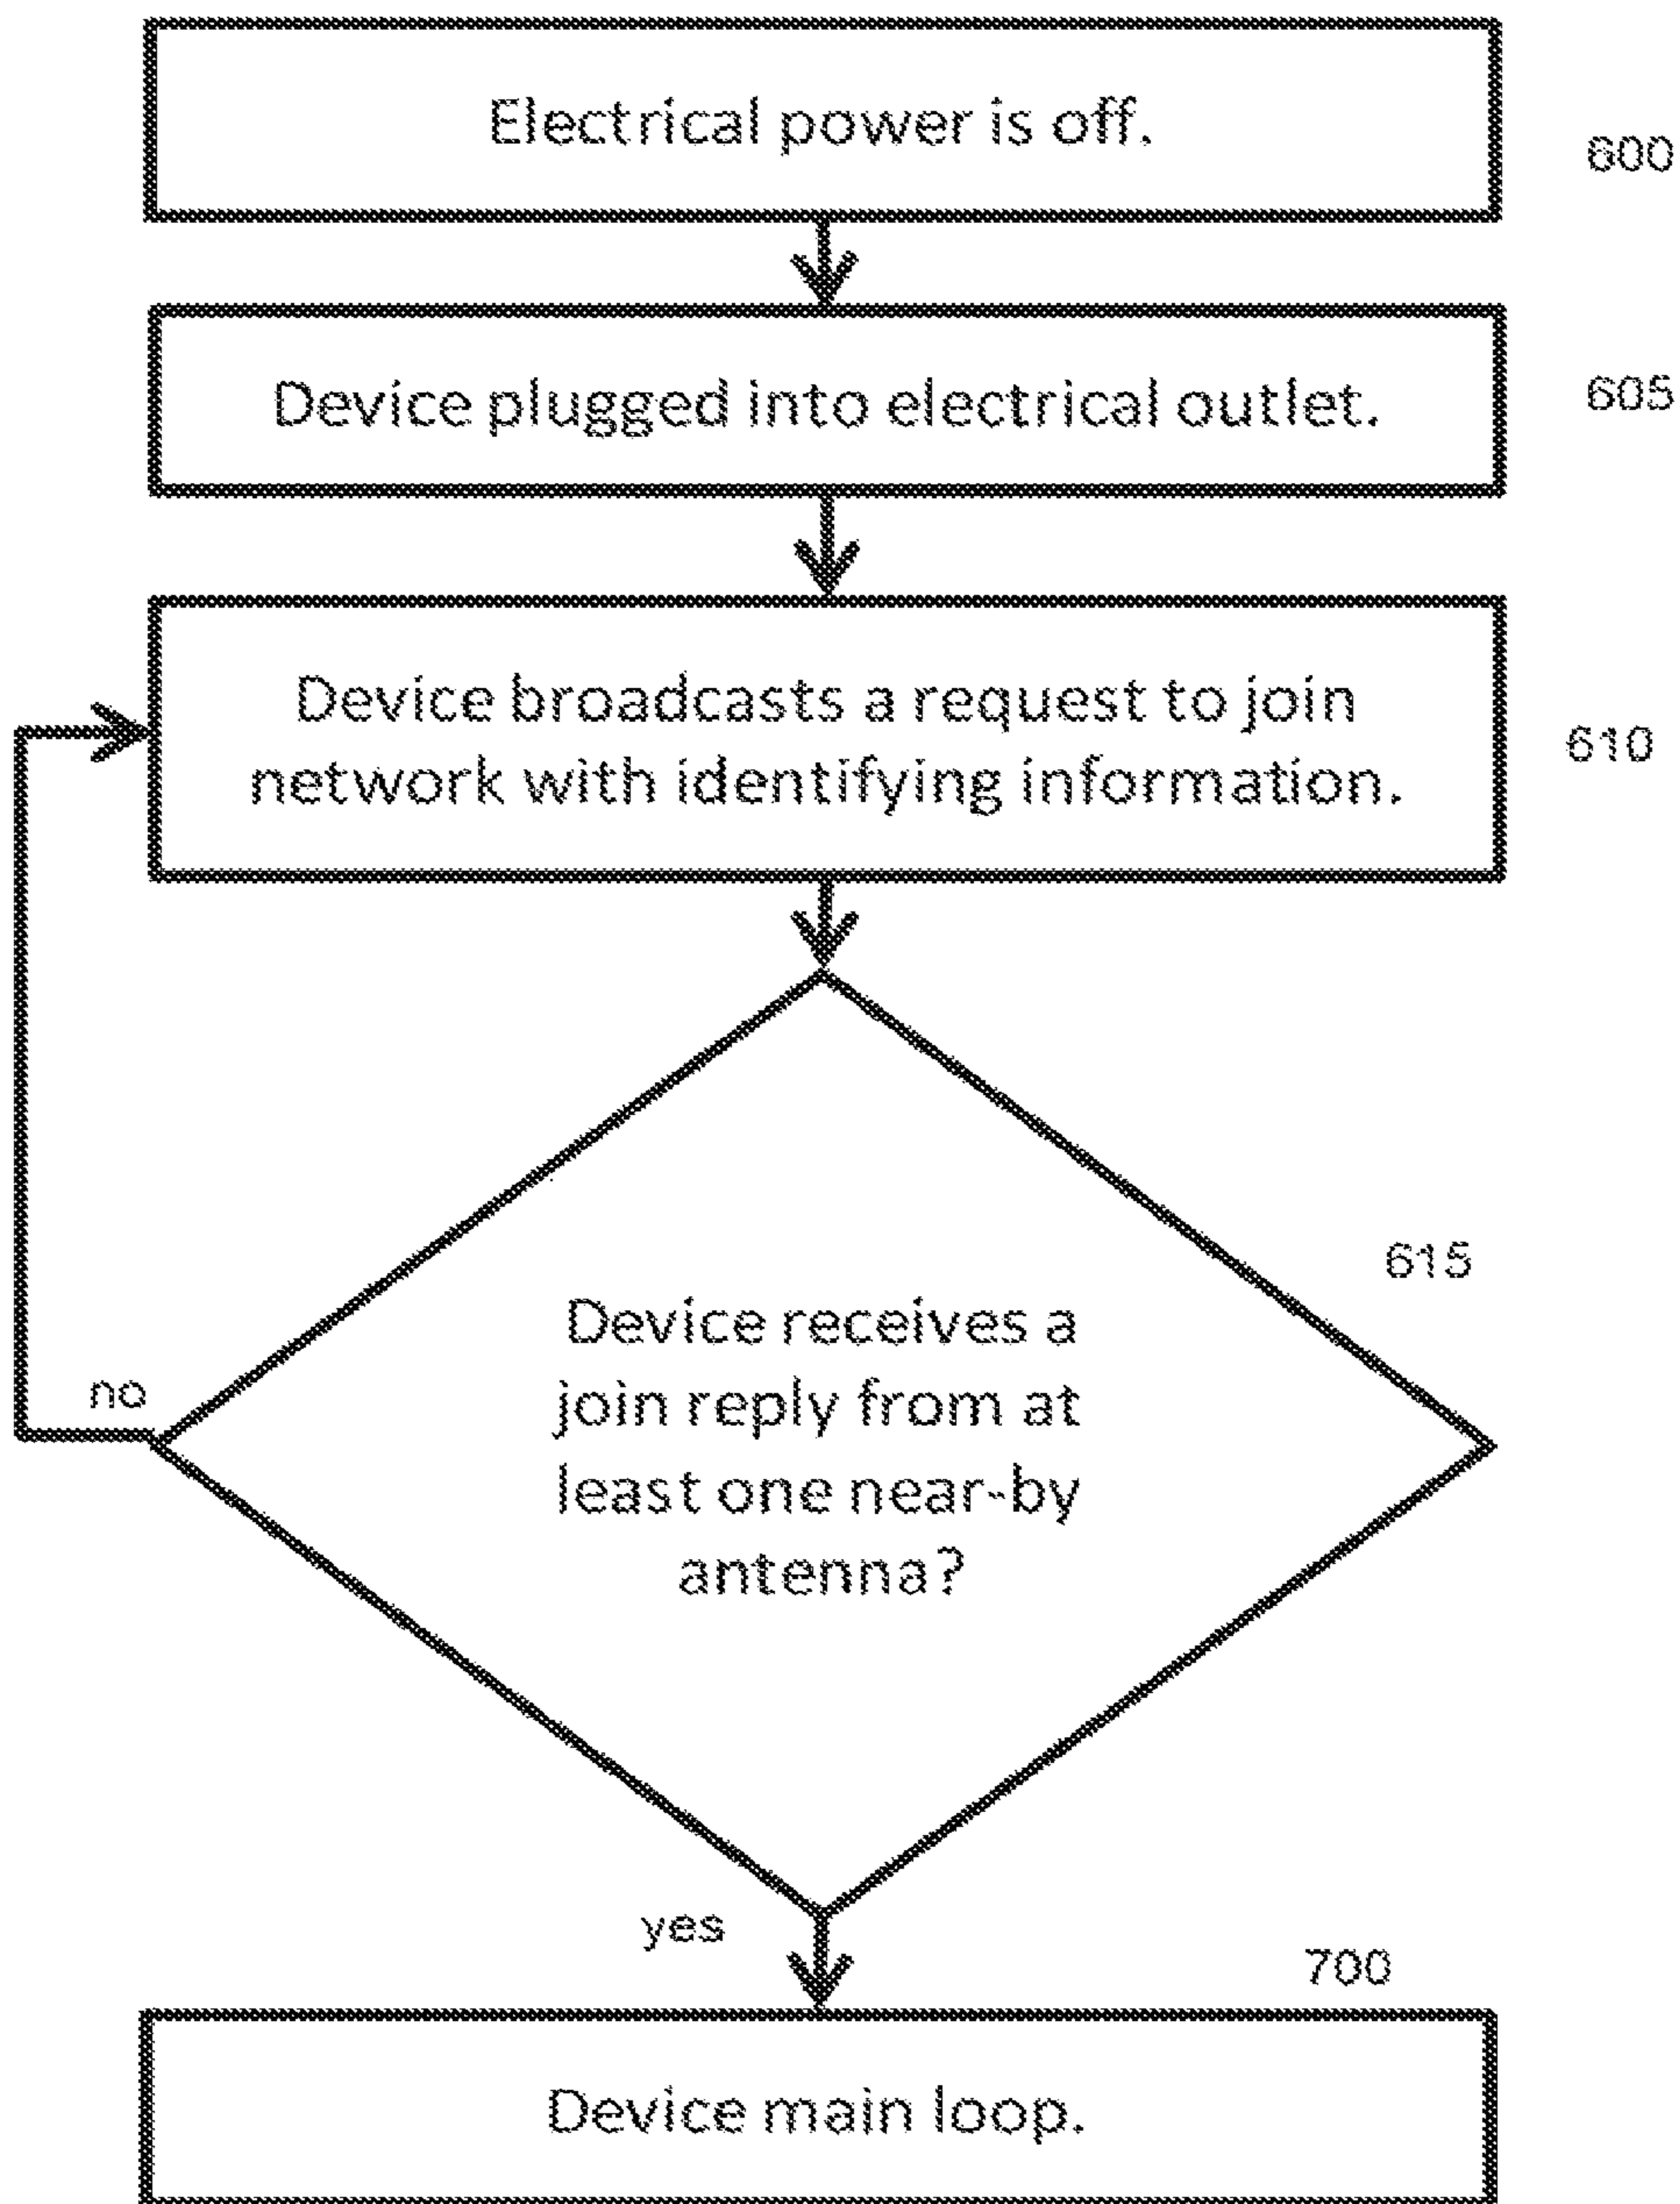 Electrical power is off.
600
Device plugged into electrical outlet.
605
Device broadcasts a request to join
network with identifying information.
610
615
Device receives a
join reply from at
least one near-by
antenna?
no
yes
700
Device main loop.